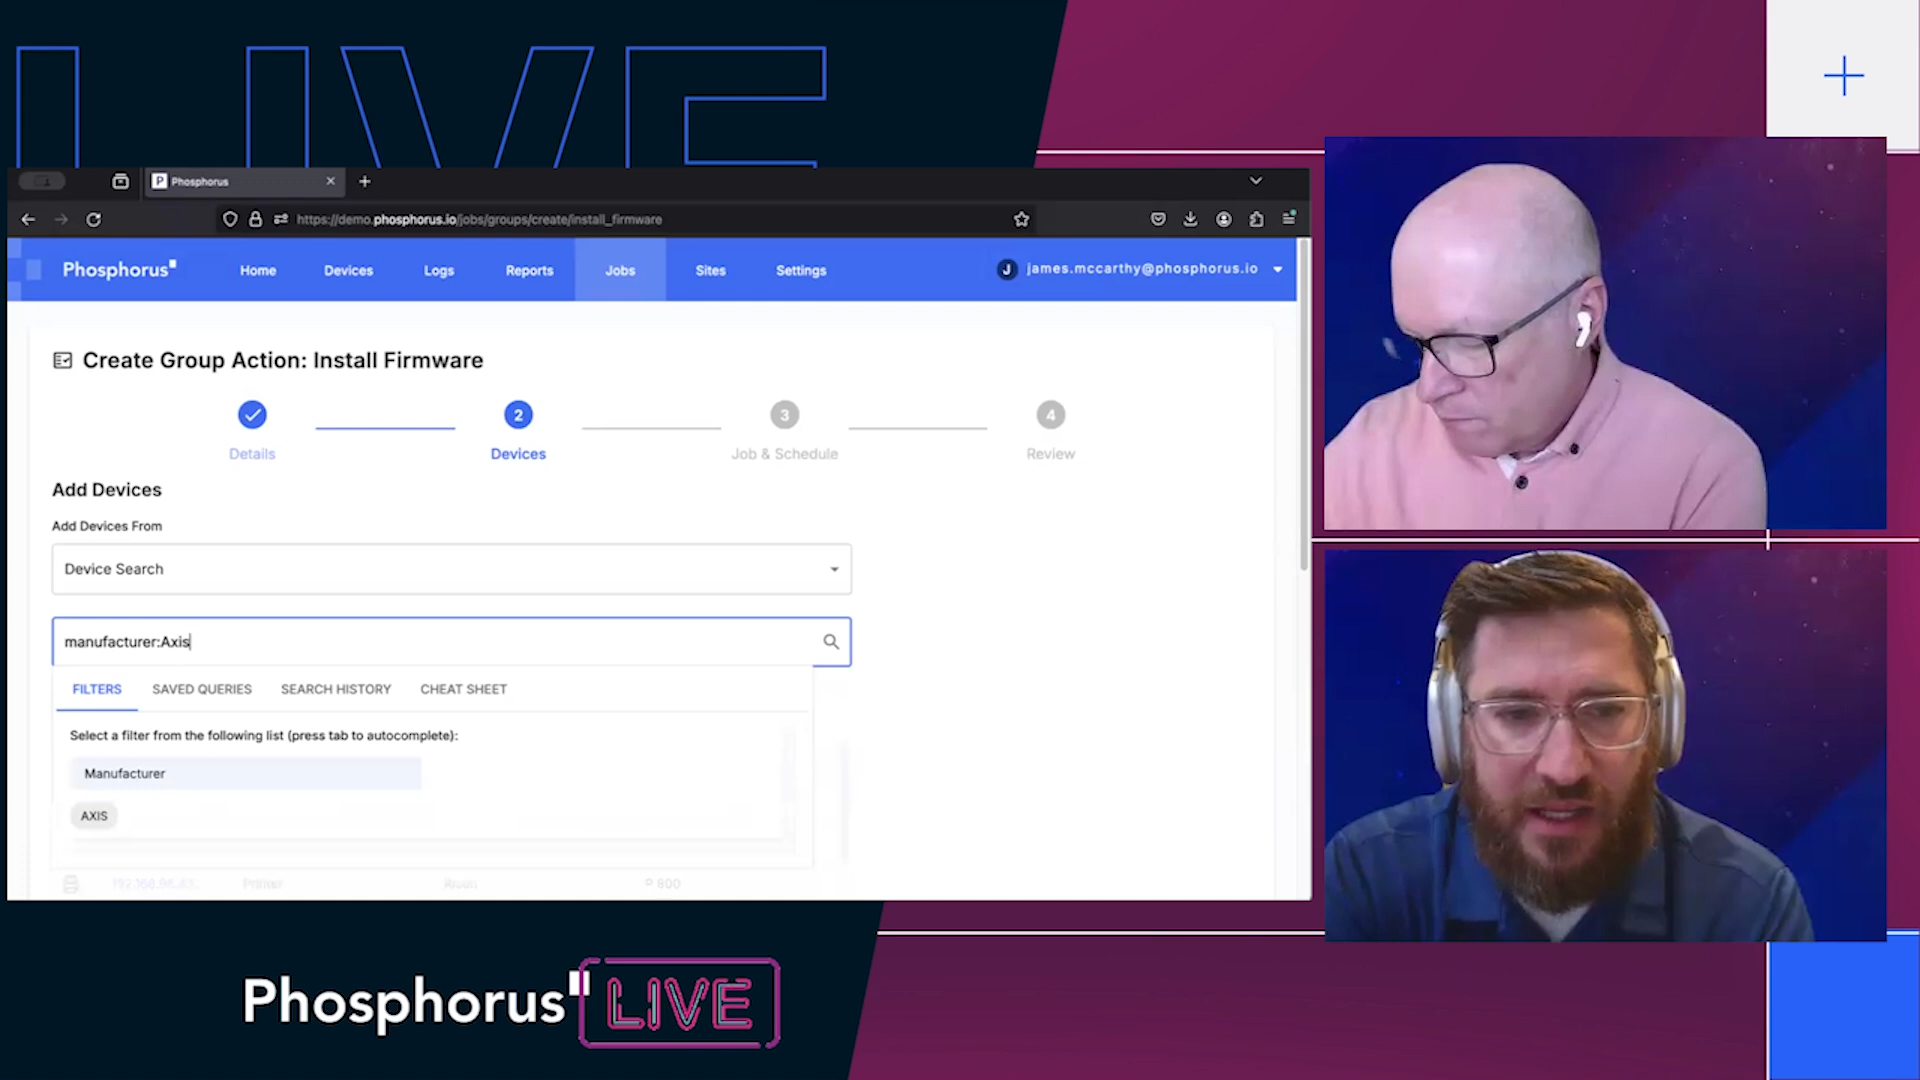 LIVE
Phosphorus
https://demo.phosphorus.io/jobs/groups/create/install_firmware
Phosphorus
Home
Devices
Logs
Reports
Jobs
Sites
Settings
J
james.mccarthy@phosphorus.io
Create Group Action: Install Firmware
2
3
4
Details
Devices
Job & Schedule
Review
Add Devices
Add Devices From
Device Search
manufacturer:Axis
FILTERS
SAVED QUERIES
SEARCH HISTORY
CHEAT SHEET
Select a filter from the following list (press tab to autocomplete):
Manufacturer
AXIS
Printer
Ricoh
P 800
Phosphorus
LIVE